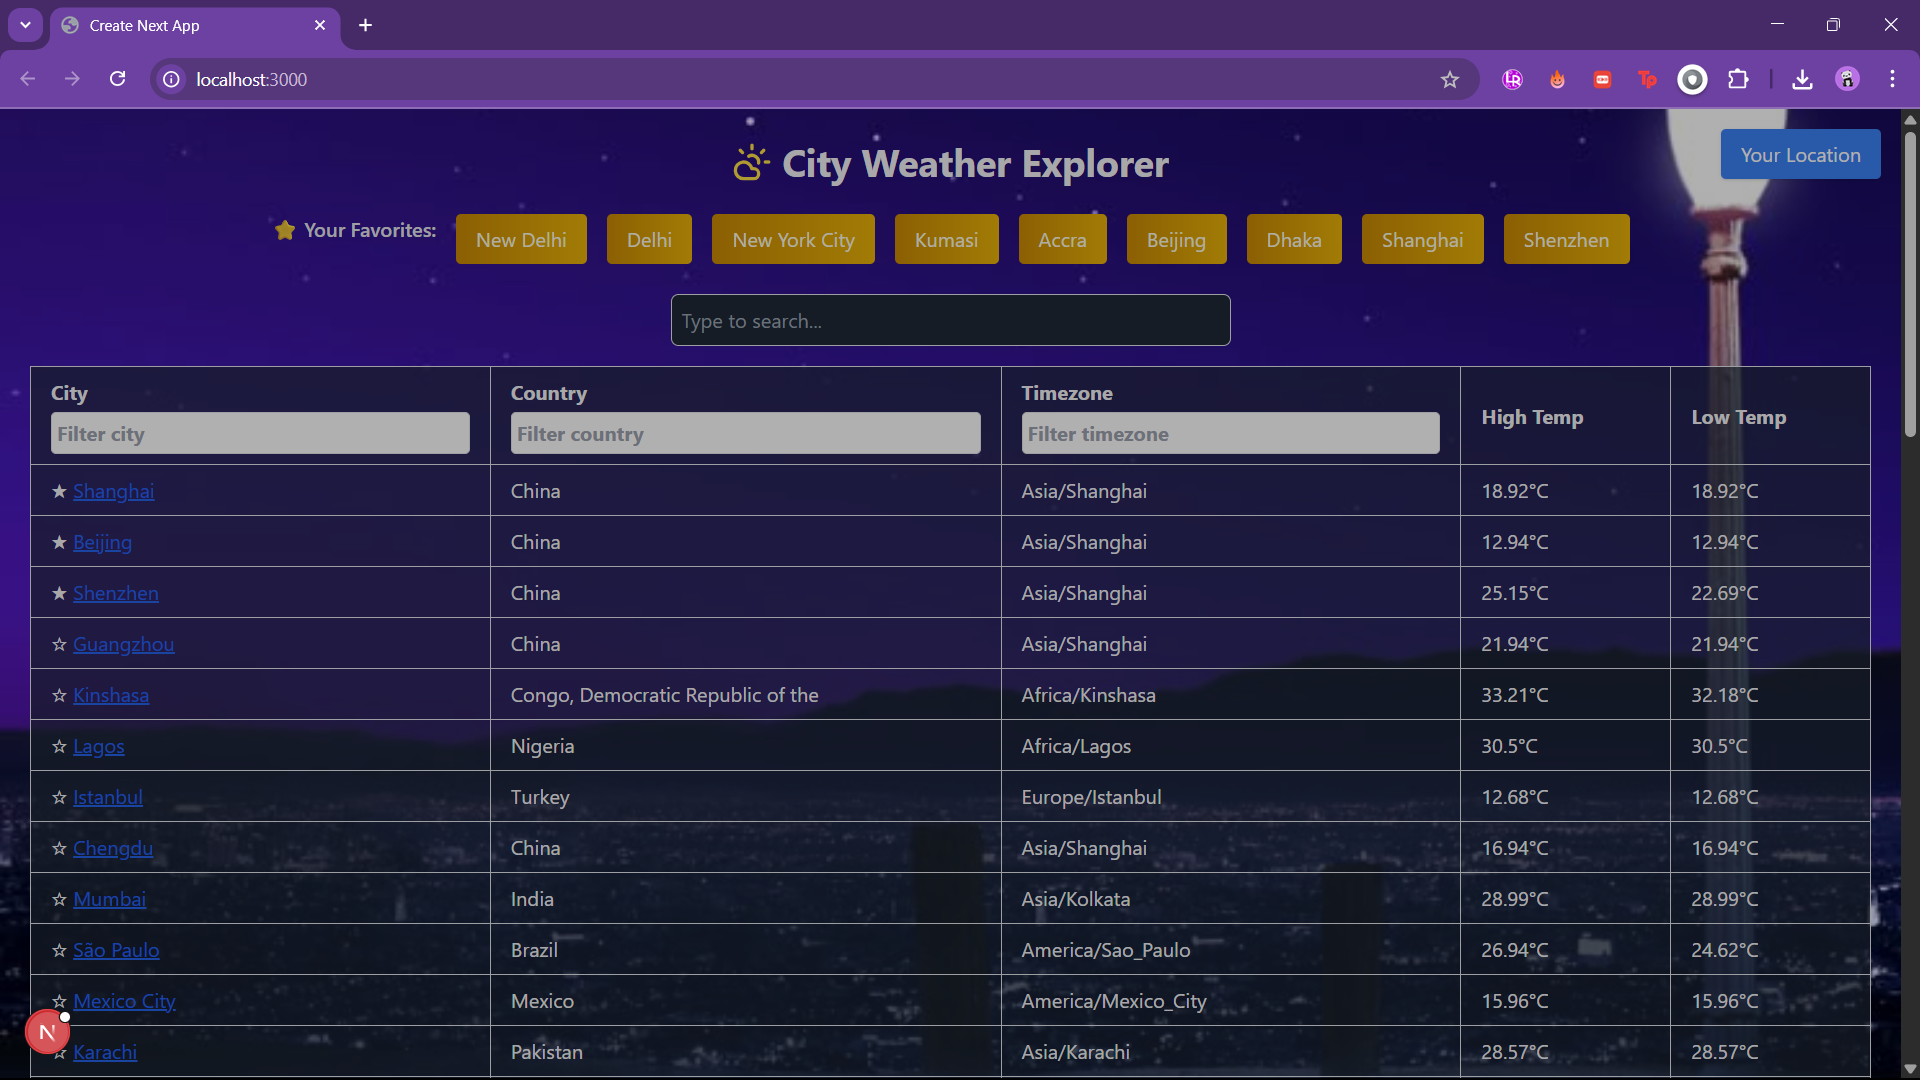 Create Next App
localhost:3000
City Weather Explorer
Your Location
Your Favorites: New Delhi Delhi New York City Kumasi Accra Beijing Dhaka Shanghai Shenzhen
Type to search...
City Country Timezone High Temp Low Temp
Filter city Filter country Filter timezone
★ Shanghai China Asia/Shanghai 18.92°C 18.92°C
★ Beijing China Asia/Shanghai 12.94°C 12.94°C
★ Shenzhen China Asia/Shanghai 25.15°C 22.69°C
☆ Guangzhou China Asia/Shanghai 21.94°C 21.94°C
☆ Kinshasa Congo, Democratic Republic of the Africa/Kinshasa 33.21°C 32.18°C
☆ Lagos Nigeria Africa/Lagos 30.5°C 30.5°C
☆ Istanbul Turkey Europe/Istanbul 12.68°C 12.68°C
☆ Chengdu China Asia/Shanghai 16.94°C 16.94°C
☆ Mumbai India Asia/Kolkata 28.99°C 28.99°C
☆ São Paulo Brazil America/Sao_Paulo 26.94°C 24.62°C
☆ Mexico City Mexico America/Mexico_City 15.96°C 15.96°C
☆ Karachi Pakistan Asia/Karachi 28.57°C 28.57°C
N
LR
Tp